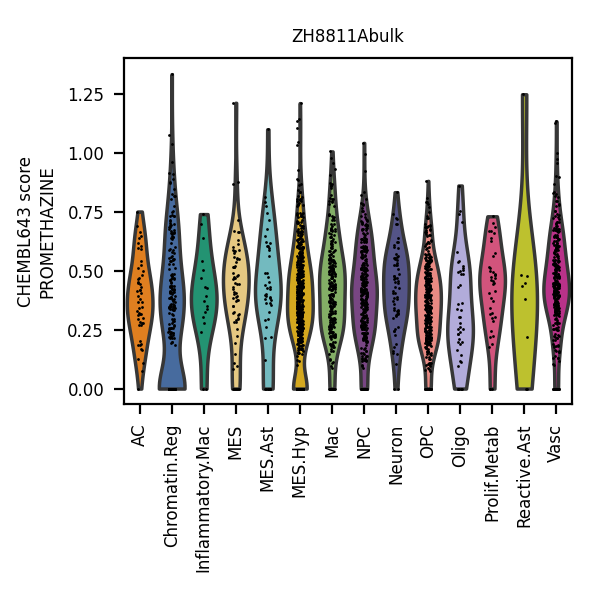 ZH8811Abulk
CHEMBL643 score
PROMETHAZINE
1.25
1.00
0.75
0.50
0.25
0.00
AC
Chromatin.Reg
Inflammatory.Mac
MES
MES.Ast
MES.Hyp
Mac
NPC
Neuron
OPC
Oligo
Prolif.Metab
Reactive.Ast
Vasc